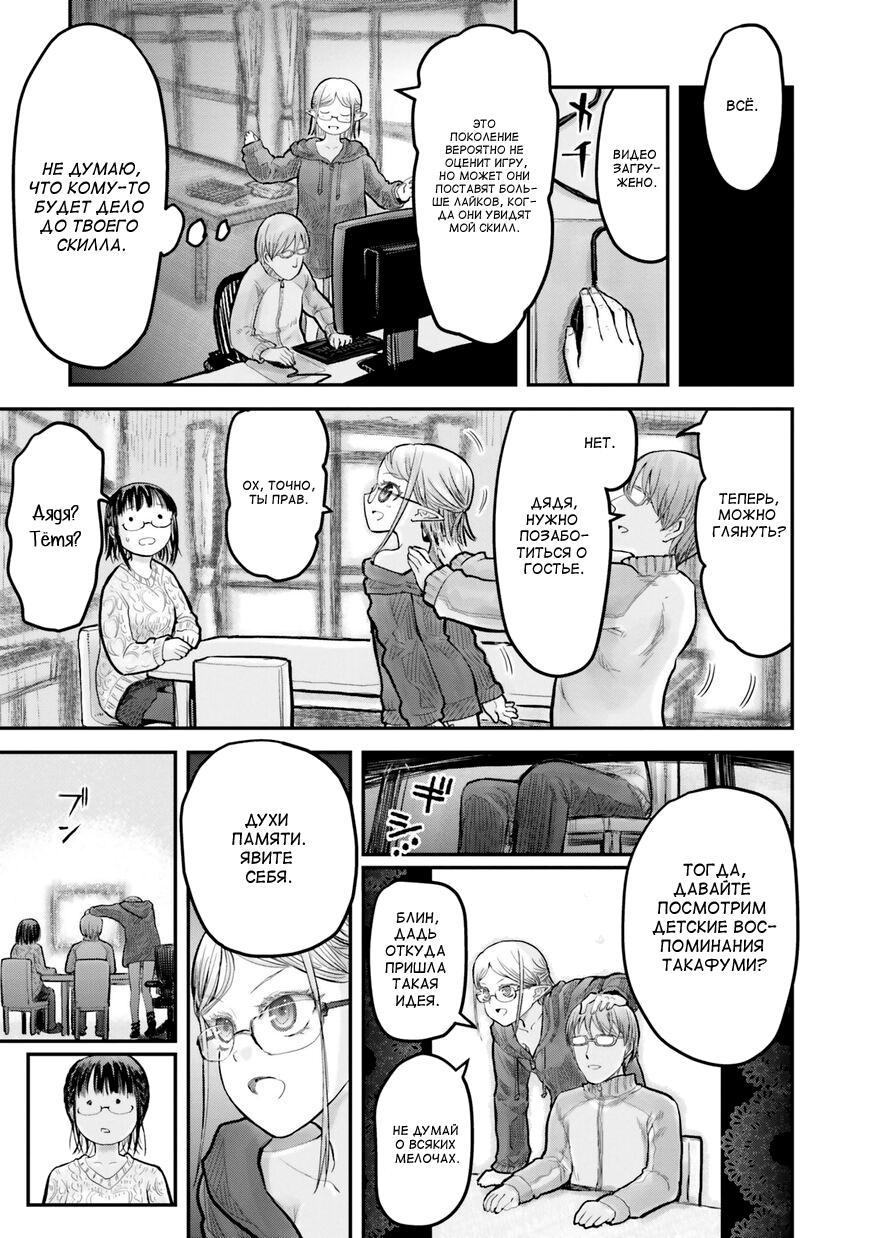 ВСЁ.
ВИДЕО
ЗАГРУ-
ЖЕНО.
ЭТО
ПОКОЛЕНИЕ
ВЕРОЯТНО НЕ
ОЦЕНИТ ИГРУ,
НО МОЖЕТ ОНИ
ПОСТАВЯТ БОЛЬ-
ШЕ ЛАЙКОВ, КОГ-
ДА ОНИ УВИДЯТ
МОЙ СКИЛЛ.
НЕ ДУМАЮ,
ЧТО КОМУ-ТО
БУДЕТ ДЕЛО
ДО ТВОЕГО
СКИЛЛА.
ТЕПЕРЬ,
МОЖНО
ГЛЯНУТЬ?
НЕТ.
ДЯДЯ,
НУЖНО
ПОЗАБО-
ТИТЬСЯ О
ГОСТЬЕ.
ОХ, ТОЧНО,
ТЫ ПРАВ.
Дядя?
Тётя?
ТОГДА,
ДАВАЙТЕ
ПОСМОТРИМ
ДЕТСКИЕ ВОС-
ПОМИНАНИЯ
ТАКАФУМИ?
БЛИН,
ДАДЬ
ОТКУДА
ПРИШЛА
ТАКАЯ
ИДЕЯ.
НЕ ДУМАЙ
О ВСЯКИХ
МЕЛОЧАХ.
ДУХИ
ПАМЯТИ.
ЯВИТЕ
СЕБЯ.
ブン